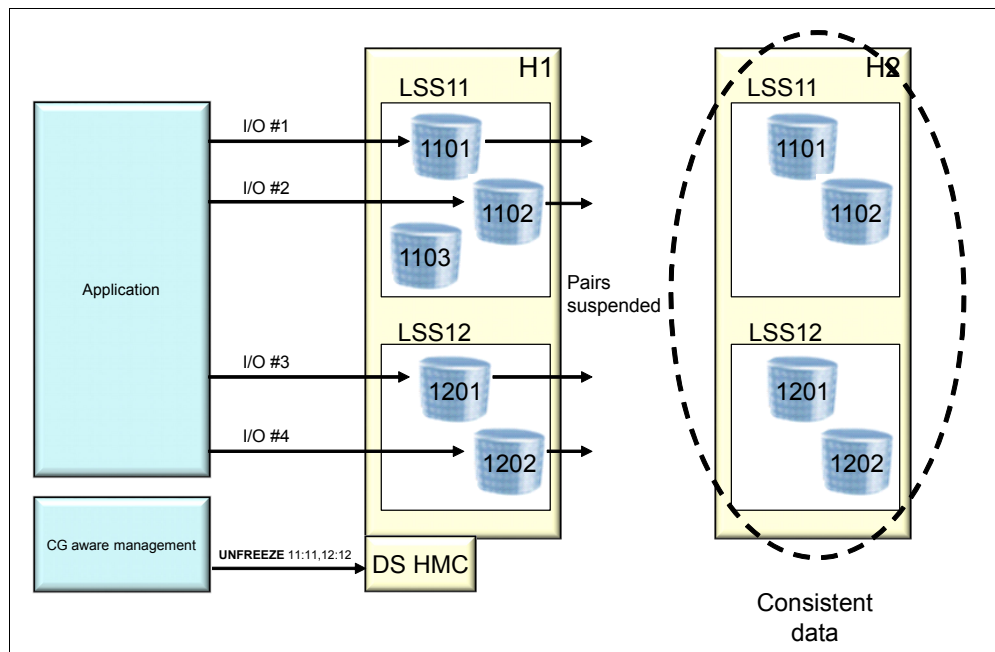 H1
H2
LSS11
LSS11
I/O #1
1101
1101
I/O #2
1102
1102
1103
Application
Pairs
suspended
LSS12
LSS12
I/O #3
1201
1201
I/O #4
1202
1202
CG aware management
UNFREEZE 11:11,12:12
DS HMC
Consistent
data